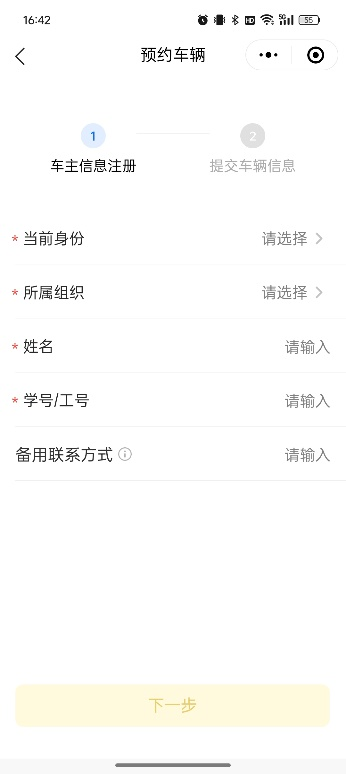 16:42
HD 5G 55
预约车辆
1 2
车主信息注册 提交车辆信息
* 当前身份 请选择
* 所属组织 请选择
* 姓名 请输入
* 学号/工号 请输入
备用联系方式 请输入
下一步